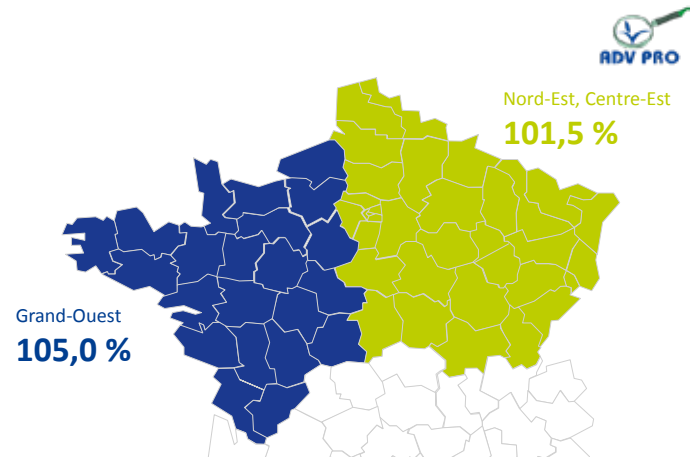 ADV PRO
Nord-Est, Centre-Est
101,5 %
Grand-Ouest
105,0 %